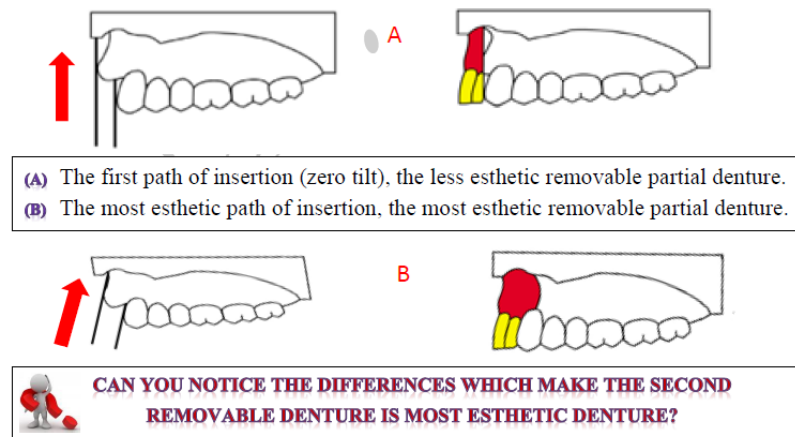 A
(A) The first path of insertion (zero tilt), the less esthetic removable partial denture.
(B) The most esthetic path of insertion, the most esthetic removable partial denture.
B
CAN YOU NOTICE THE DIFFERENCES WHICH MAKE THE SECOND
REMOVABLE DENTURE IS MOST ESTHETIC DENTURE?